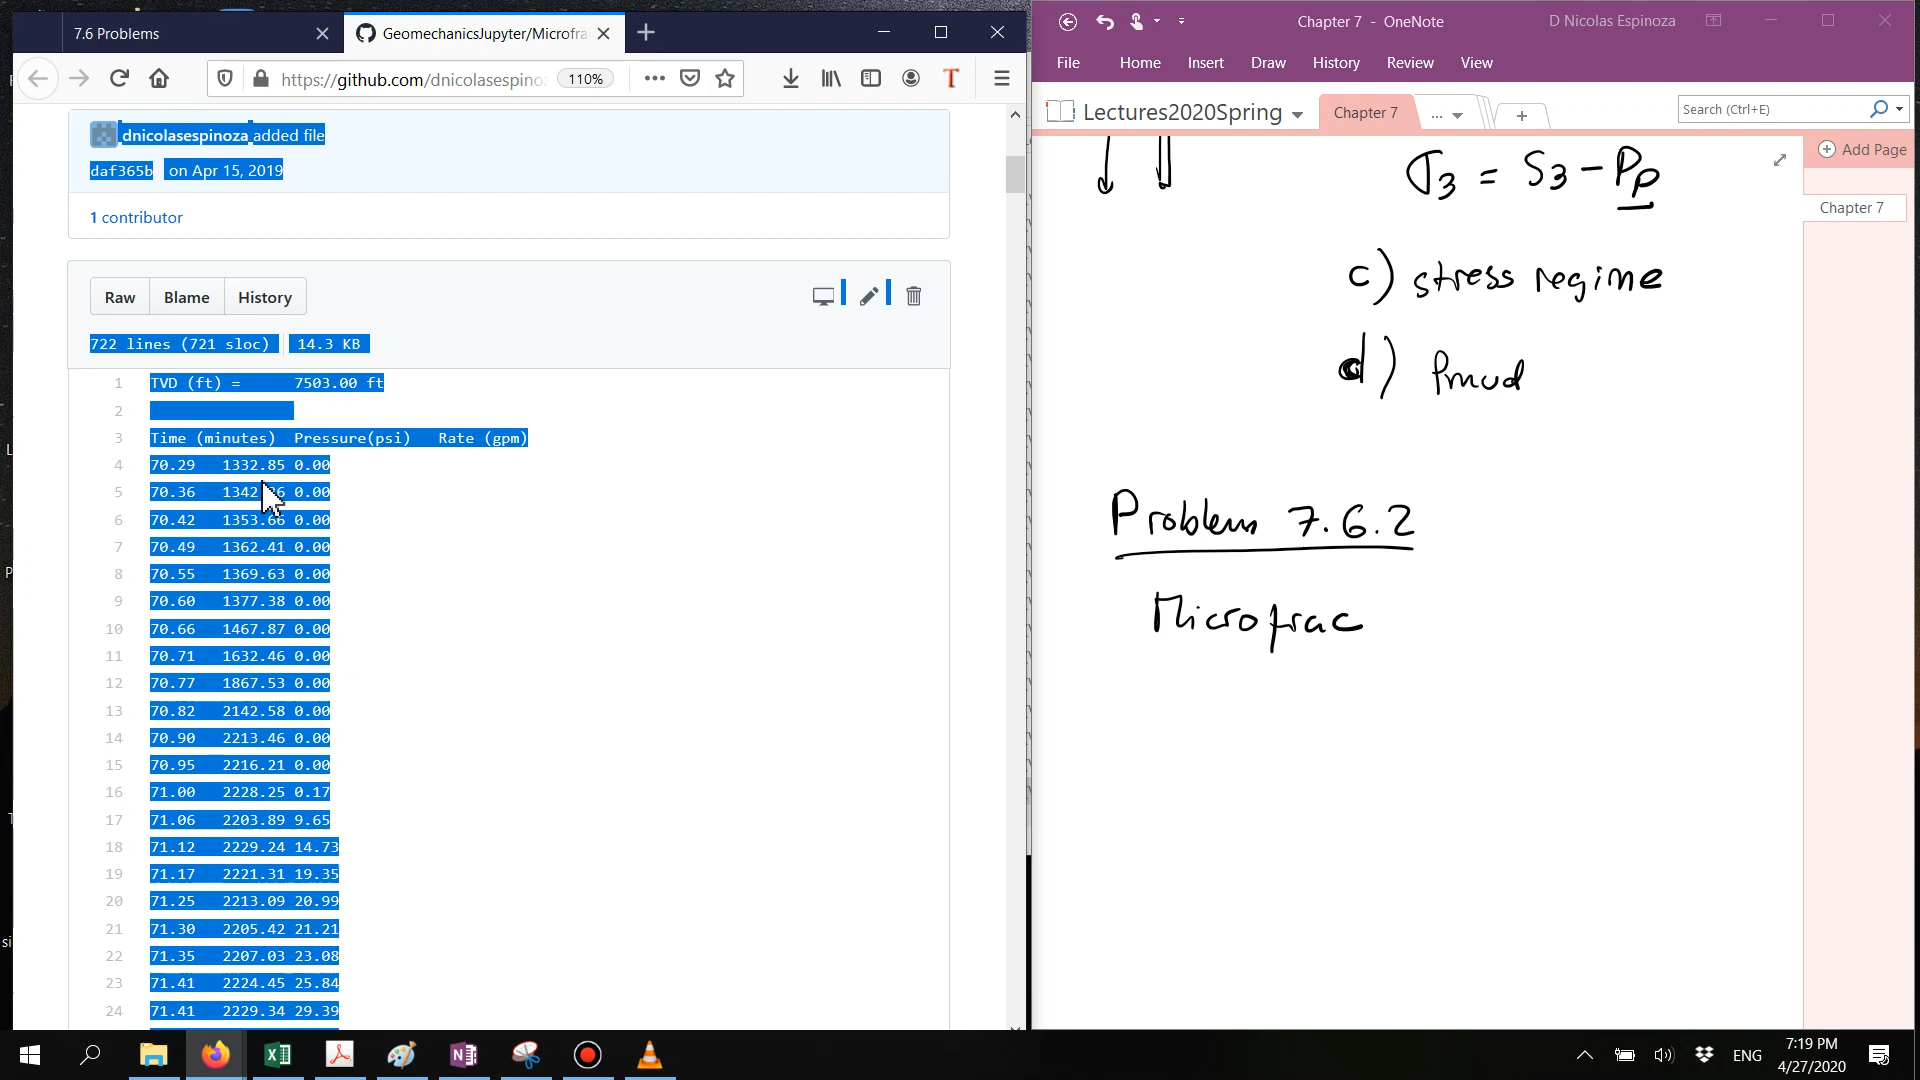 7.6 Problems
GeomechanicsJupyter/Microfra
https://github.com/dnicolasespinoz
110%
dnicolasespinoza added file
daf365b on Apr 15, 2019
1 contributor
Raw Blame History
722 lines (721 sloc) 14.3 KB
1 TVD (ft) = 7503.00 ft
2
3 Time (minutes) Pressure(psi) Rate (gpm)
4 70.29 1332.85 0.00
5 70.36 1342. 6 0.00
6 70.42 1353.66 0.00
7 70.49 1362.41 0.00
8 70.55 1369.63 0.00
9 70.60 1377.38 0.00
10 70.66 1467.87 0.00
11 70.71 1632.46 0.00
12 70.77 1867.53 0.00
13 70.82 2142.58 0.00
14 70.90 2213.46 0.00
15 70.95 2216.21 0.00
16 71.00 2228.25 0.17
17 71.06 2203.89 9.65
18 71.12 2229.24 14.73
19 71.17 2221.31 19.35
20 71.25 2213.09 20.99
21 71.30 2205.42 21.21
22 71.35 2207.03 23.08
23 71.41 2224.45 25.84
24 71.41 2229.34 29.39
Chapter 7 - OneNote
D Nicolas Espinoza
File Home Insert Draw History Review View
Lectures2020Spring
Chapter 7
...
Search (Ctrl+E)
Add Page
Chapter 7
σ3 = S3 - Pp
c) stress regime
d) Pmud
Problem 7.6.2
Microfrac
ENG
7:19 PM
4/27/2020